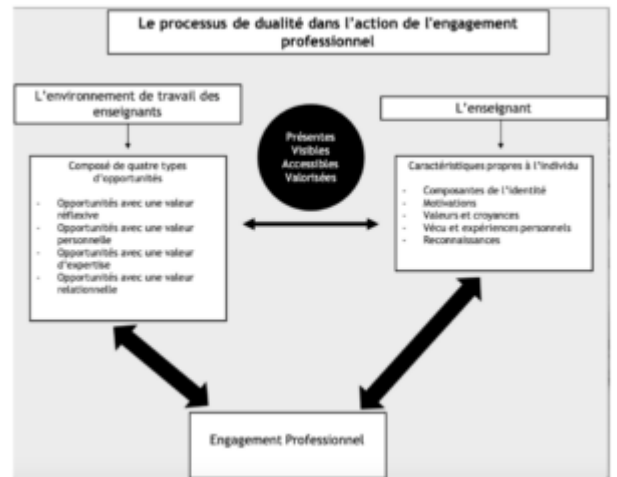 Le processus de dualité dans l'action de l'engagement
professionnel
L'environnement de travail des
enseignants
L'enseignant
Présentes
Visibles
Accessibles
Valorisées
Composé de quatre types
d'opportunités
- Opportunités avec une valeur
réflexive
- Opportunités avec une valeur
personnelle
- Opportunités avec une valeur
d'expertise
- Opportunités avec une valeur
relationnelle
Caractéristiques propres à l'individu
- Composantes de l'identité
- Motivations
- Valeurs et croyances
- Vécu et expériences personnels
- Reconnaissances
Engagement Professionnel